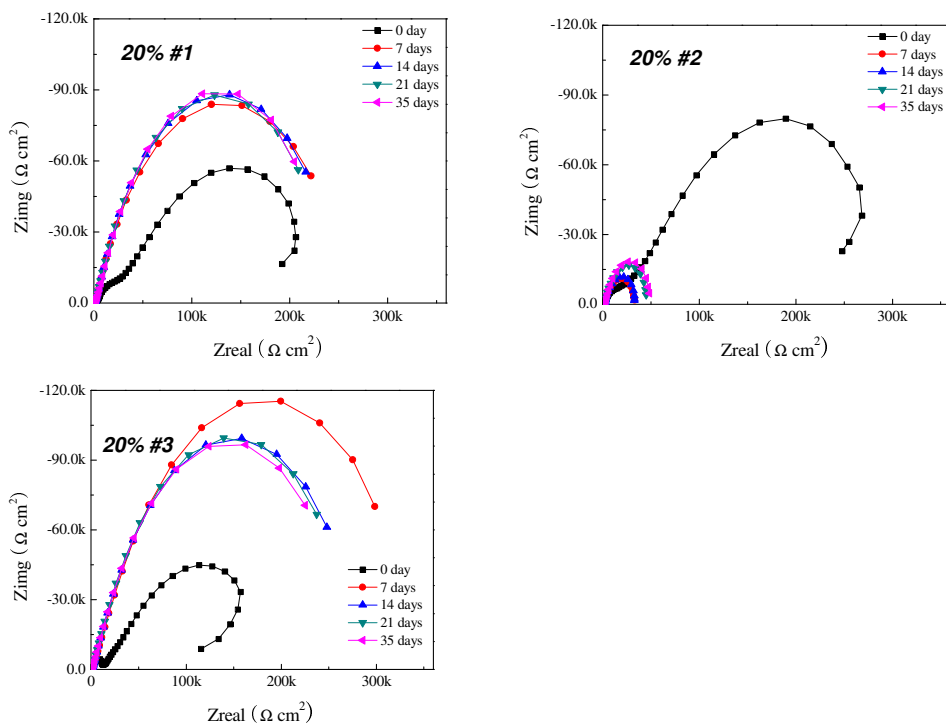 20% #1
0 day
7 days
14 days
21 days
35 days
-120.0k
-90.0k
-60.0k
-30.0k
0.0
0
100k
200k
300k
Zimg ( Ω cm2)
Zreal ( Ω cm2)
20% #2
0 day
7 days
14 days
21 days
35 days
-120.0k
-90.0k
-60.0k
-30.0k
0.0
0
100k
200k
300k
Zimg ( Ω cm2)
Zreal ( Ω cm2)
20% #3
0 day
7 days
14 days
21 days
35 days
-120.0k
-90.0k
-60.0k
-30.0k
0.0
0
100k
200k
300k
Zimg ( Ω cm2)
Zreal ( Ω cm2)